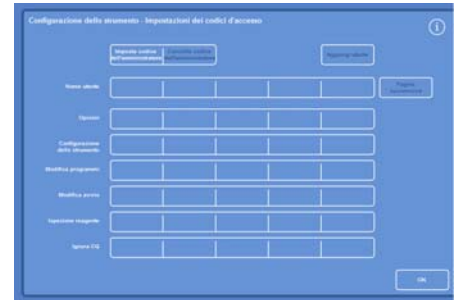 Configurazione dello strumento - Impostazioni dei codici d'accesso
Imposta codice dell'amministratore
Cancella codice dell'amministratore
Aggiungi utente
Nome utente
Pagina successiva
Opzioni
Configurazione
dello strumento
Modifica programmi
Modifica avvio
Ispezione reagente
Ignora CQ
OK